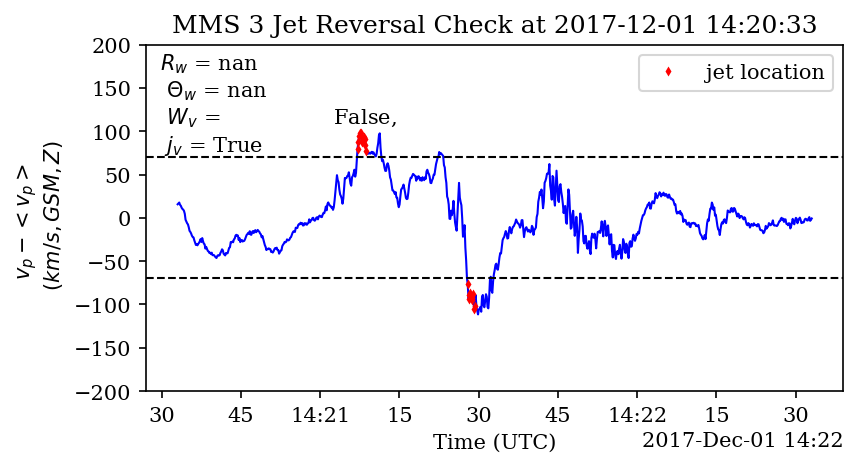 MMS 3 Jet Reversal Check at 2017-12-01 14:20:33
R_w = nan
Θ_w = nan
W_v = False,
j_v = True
jet location
v_p − < v_p >
(km/s, GSM, Z)
200
150
100
50
0
−50
−100
−150
−200
30 45 14:21 15 30 45 14:22 15 30
Time (UTC)
2017-Dec-01 14:22